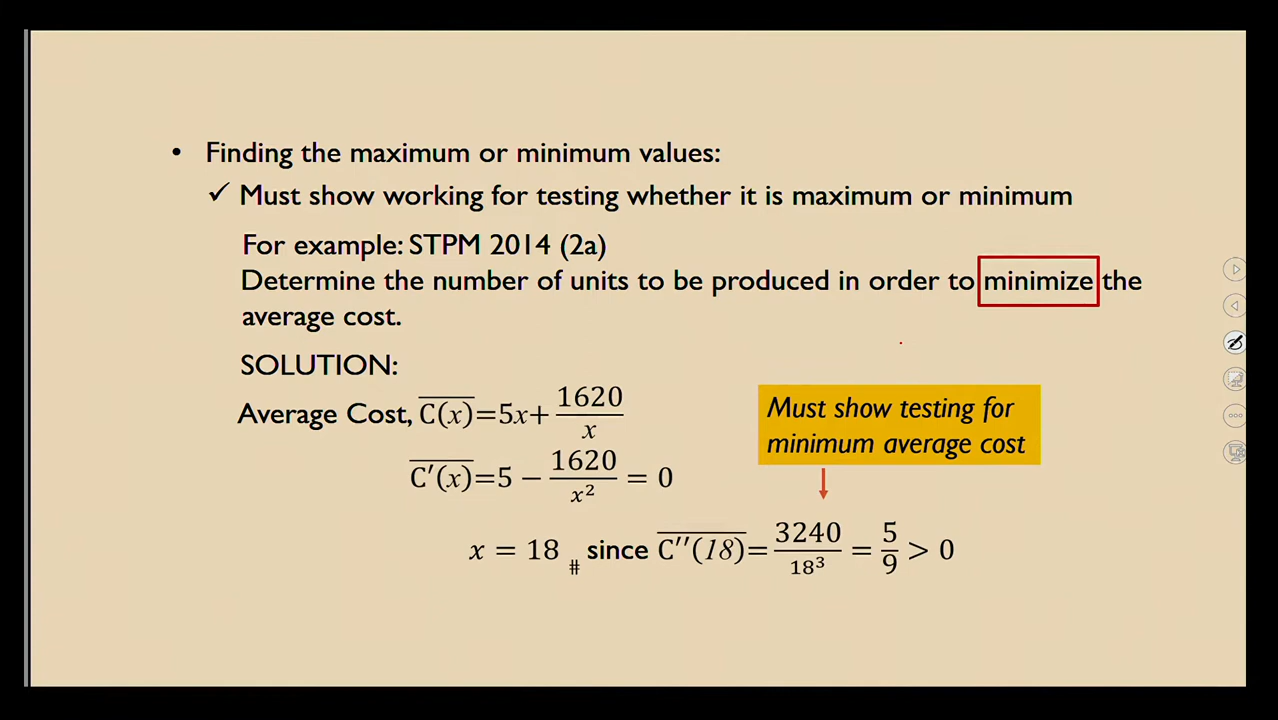 • Finding the maximum or minimum values:
✓ Must show working for testing whether it is maximum or minimum
For example: STPM 2014 (2a)
Determine the number of units to be produced in order to minimize the
average cost.
SOLUTION:
Average Cost, C̅(̅x̅)̅=5x+1620/x
C̅′̅(̅x̅)̅=5 − 1620/x² = 0
Must show testing for
minimum average cost
x = 18 # since C̅′̅′̅(̅1̅8̅)̅= 3240/18³ = 5/9 > 0